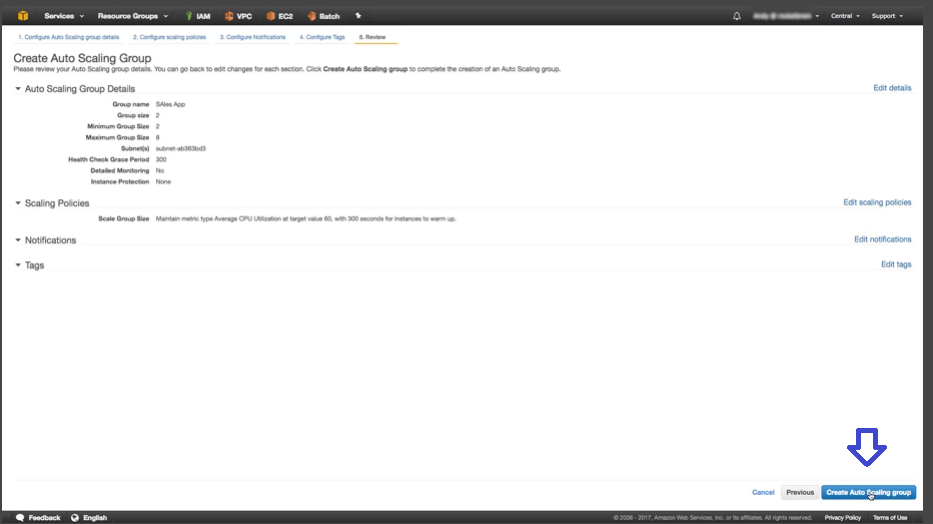 Services Resource Groups IAM VPC EC2 Batch Central Support
1. Configure Auto Scaling group details 2. Configure scaling policies 3. Configure Notifications 4. Configure Tags 5. Review
Create Auto Scaling Group
Please review your Auto Scaling group details. You can go back to edit changes for each section. Click Create Auto Scaling group to complete the creation of an Auto Scaling group.
Auto Scaling Group Details Edit details
Group name SAles App
Group size 2
Minimum Group Size 2
Maximum Group Size 8
Subnet(s) subnet-ab363bd3
Health Check Grace Period 300
Detailed Monitoring No
Instance Protection None
Scaling Policies Edit scaling policies
Scale Group Size Maintain metric type Average CPU Utilization at target value 60, with 300 seconds for instances to warm up.
Notifications Edit notifications
Tags Edit tags
Cancel Previous Create Auto Scaling group
Feedback English © 2008 - 2017, Amazon Web Services, Inc. or its affiliates. All rights reserved. Privacy Policy Terms of Use